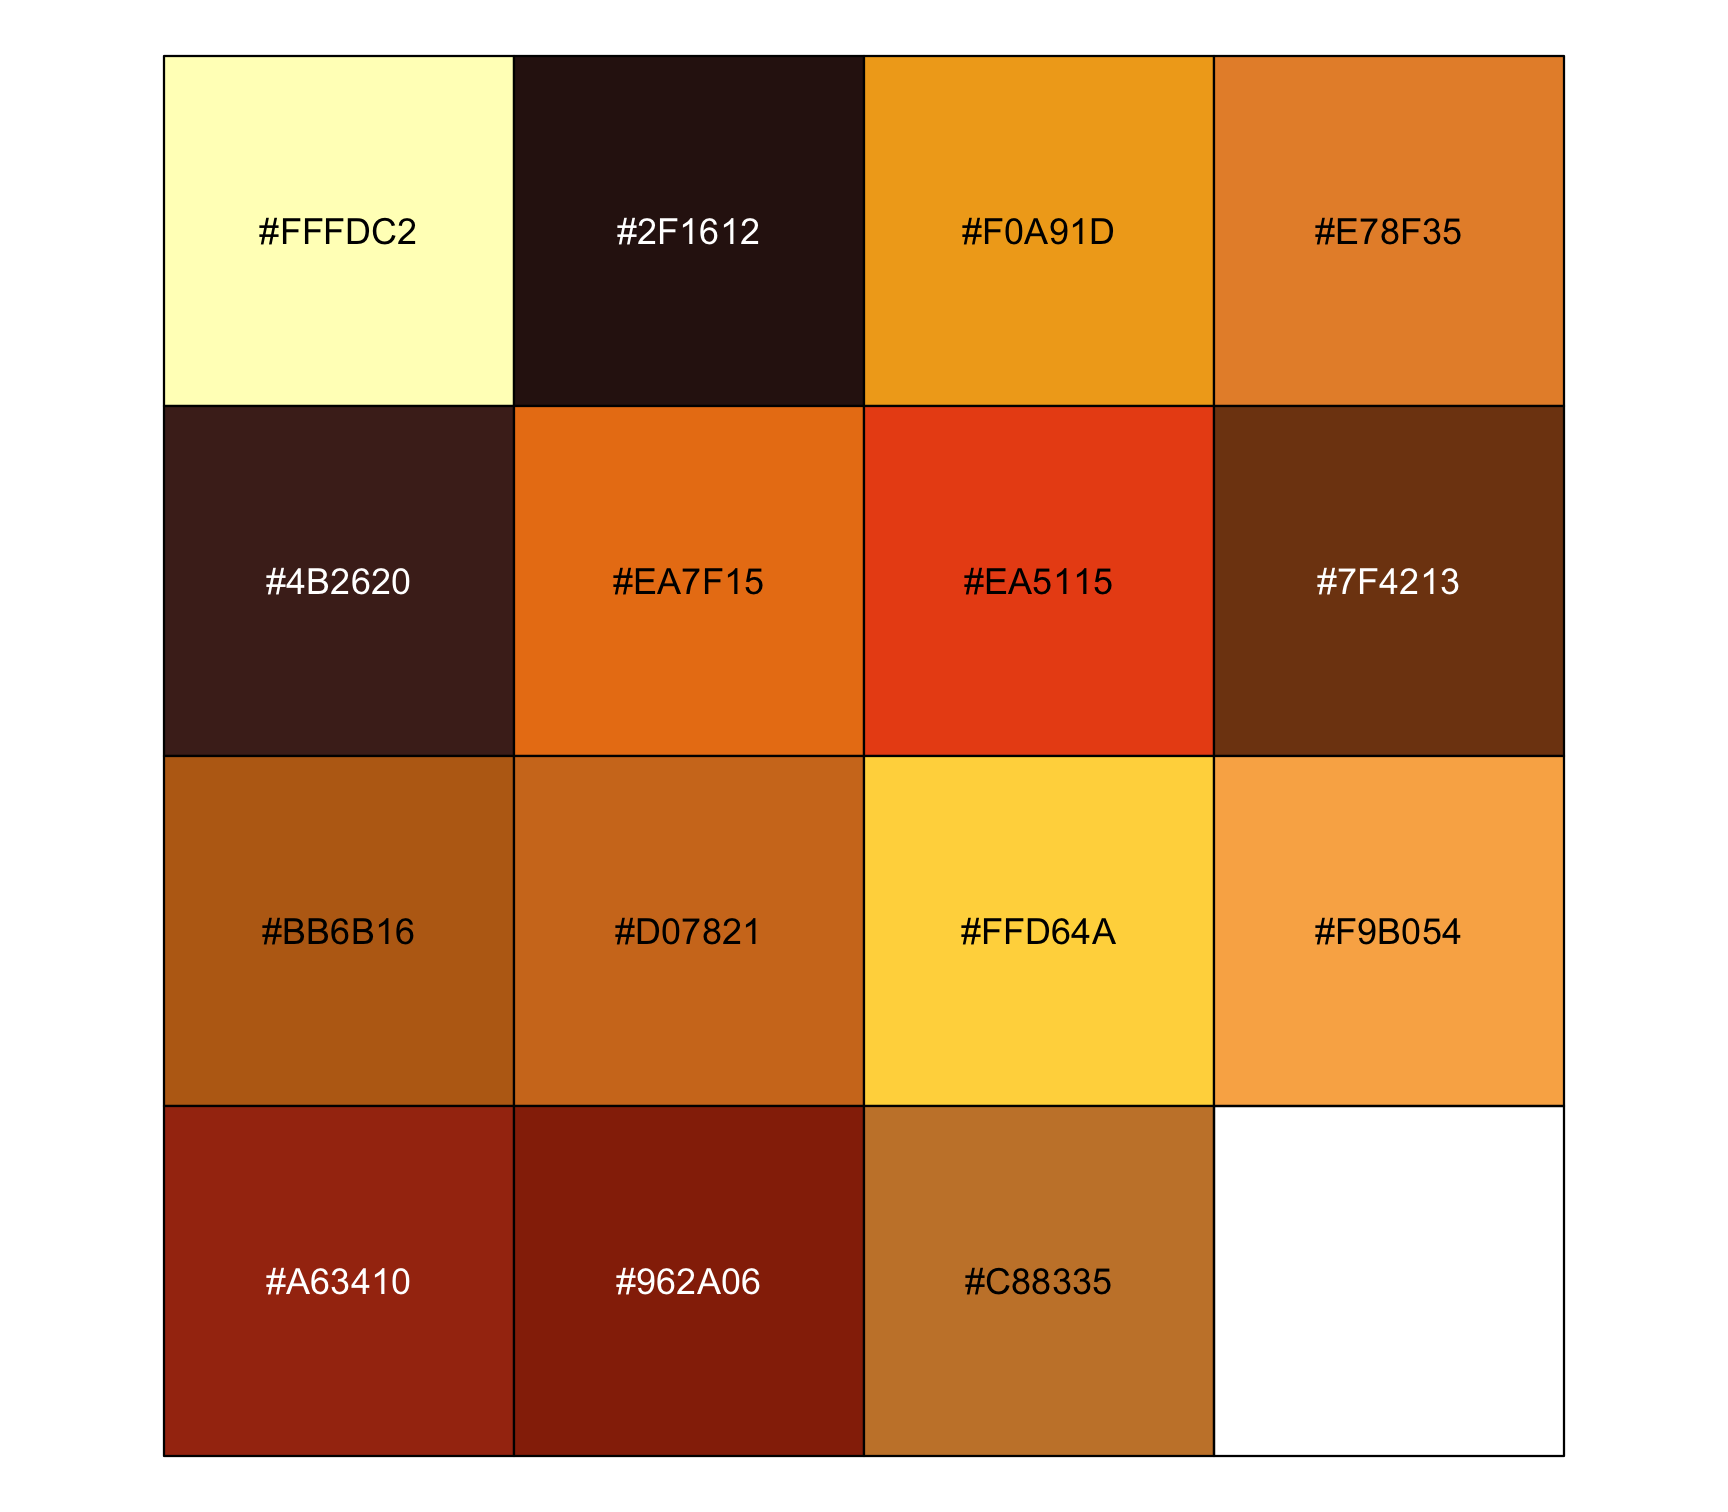 #FFFDC2 #2F1612 #F0A91D #E78F35
#4B2620 #EA7F15 #EA5115 #7F4213
#BB6B16 #D07821 #FFD64A #F9B054
#A63410 #962A06 #C88335